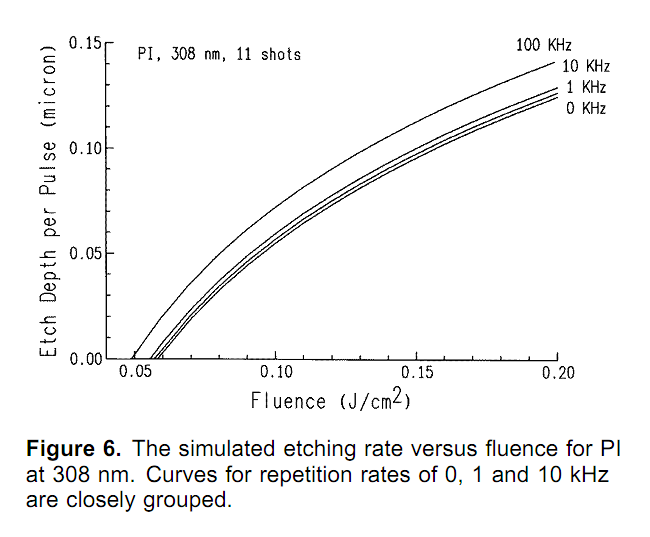 0.15
PI, 308 nm, 11 shots
100 KHz
10 KHz
1 KHz
0 KHz
0.10
0.05
0.00
Etch Depth per Pulse (micron)
0.05
0.10
0.15
0.20
Fluence (J/cm2)
Figure 6. The simulated etching rate versus fluence for PI
at 308 nm. Curves for repetition rates of 0, 1 and 10 kHz
are closely grouped.